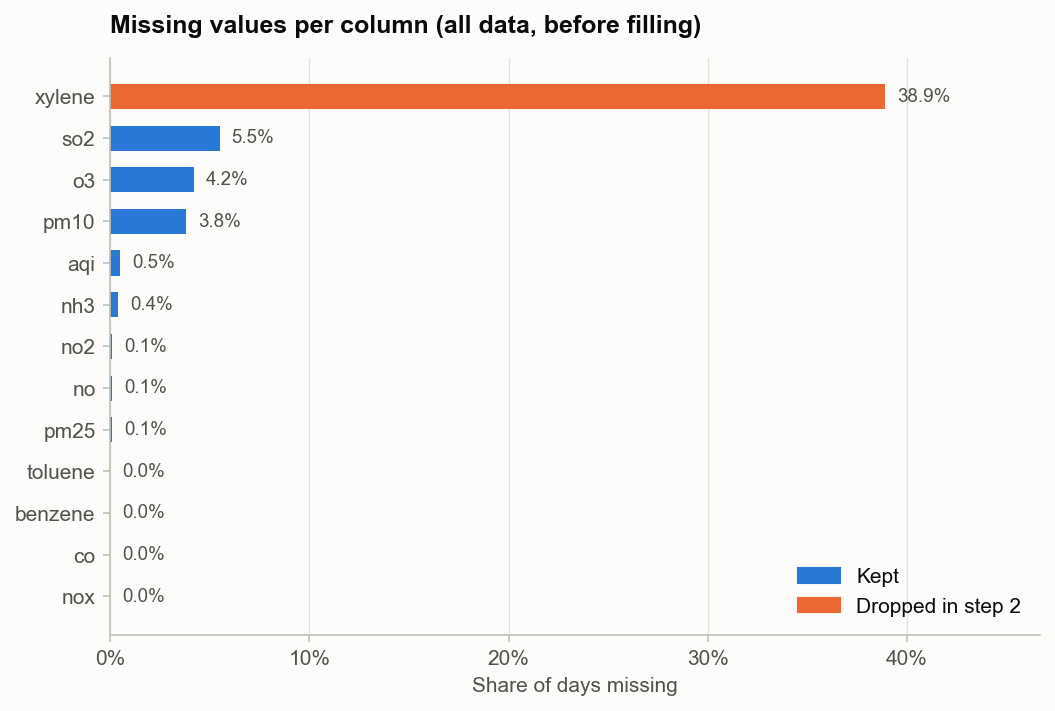 Missing values per column (all data, before filling)
xylene 38.9%
so2 5.5%
o3 4.2%
pm10 3.8%
aqi 0.5%
nh3 0.4%
no2 0.1%
no 0.1%
pm25 0.1%
toluene 0.0%
benzene 0.0%
co 0.0%
nox 0.0%
Kept
Dropped in step 2
0% 10% 20% 30% 40%
Share of days missing